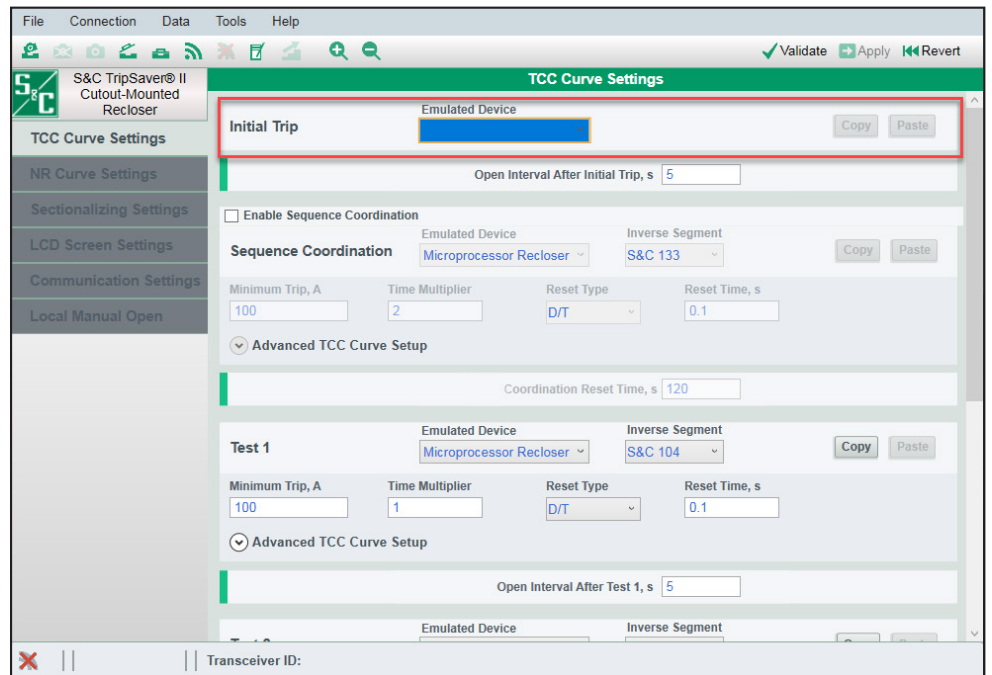 File Connection Data Tools Help
Validate Apply Revert
S&C
S&C TripSaver® II
Cutout-Mounted
Recloser
TCC Curve Settings
NR Curve Settings
Sectionalizing Settings
LCD Screen Settings
Communication Settings
Local Manual Open
TCC Curve Settings
Emulated Device
Initial Trip Copy Paste
Open Interval After Initial Trip, s 5
Enable Sequence Coordination
Emulated Device Inverse Segment
Sequence Coordination Microprocessor Recloser S&C 133 Copy Paste
Minimum Trip, A Time Multiplier Reset Type Reset Time, s
100 2 D/T 0.1
Advanced TCC Curve Setup
Coordination Reset Time, s 120
Emulated Device Inverse Segment
Test 1 Microprocessor Recloser S&C 104 Copy Paste
Minimum Trip, A Time Multiplier Reset Type Reset Time, s
100 1 D/T 0.1
Advanced TCC Curve Setup
Open Interval After Test 1, s 5
Emulated Device Inverse Segment
Transceiver ID: